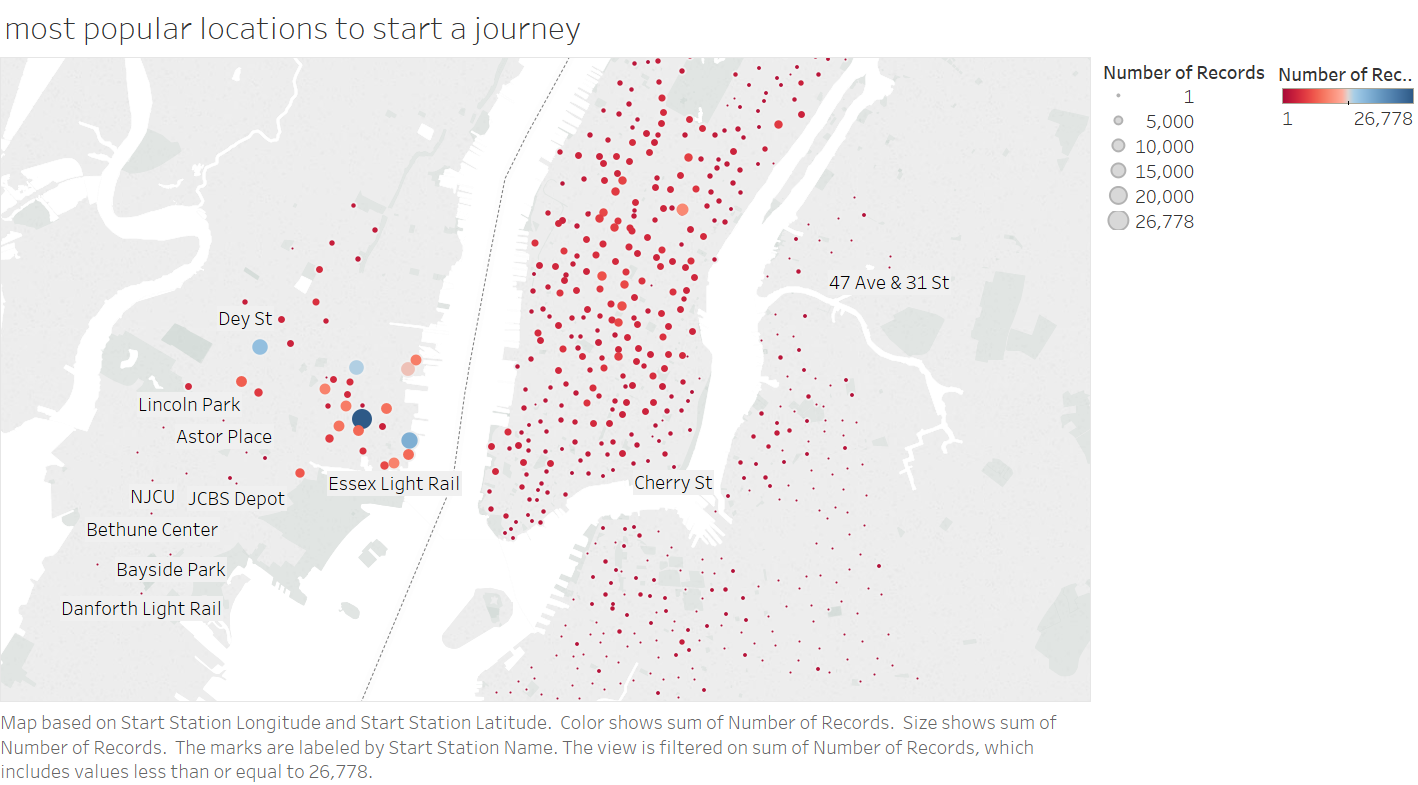 most popular locations to start a journey
Number of Records
1
5,000
10,000
15,000
20,000
26,778
Number of Rec..
1 26,778
47 Ave & 31 St
Dey St
Lincoln Park
Astor Place
Essex Light Rail
Cherry St
NJCU
JCBS Depot
Bethune Center
Bayside Park
Danforth Light Rail
Map based on Start Station Longitude and Start Station Latitude.  Color shows sum of Number of Records.  Size shows sum of
Number of Records.  The marks are labeled by Start Station Name. The view is filtered on sum of Number of Records, which
includes values less than or equal to 26,778.